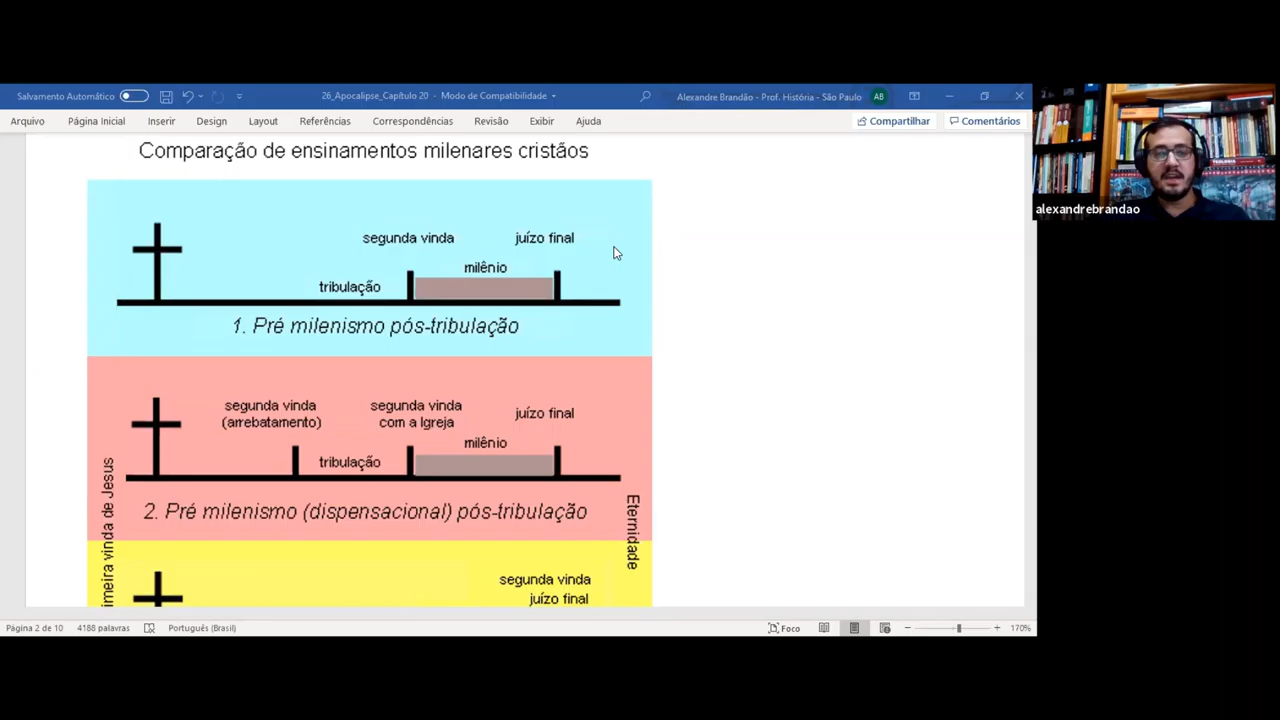 Salvamento Automático
26_Apocalipse_Capítulo 20 - Modo de Compatibilidade
Alexandre Brandão - Prof. História - São Paulo
AB
Arquivo
Página Inicial
Inserir
Design
Layout
Referências
Correspondências
Revisão
Exibir
Ajuda
Compartilhar
Comentários
Comparação de ensinamentos milenares cristãos
segunda vinda
juízo final
milênio
tribulação
1. Pré milenismo pós-tribulação
segunda vinda
(arrebatamento)
segunda vinda
com a Igreja
juízo final
milênio
tribulação
2. Pré milenismo (dispensacional) pós-tribulação
imeira vinda de Jesus
Eternidade
segunda vinda
juízo final
Página 2 de 10
4188 palavras
Português (Brasil)
Foco
170%
alexandrebrandao
TEOLOGIA